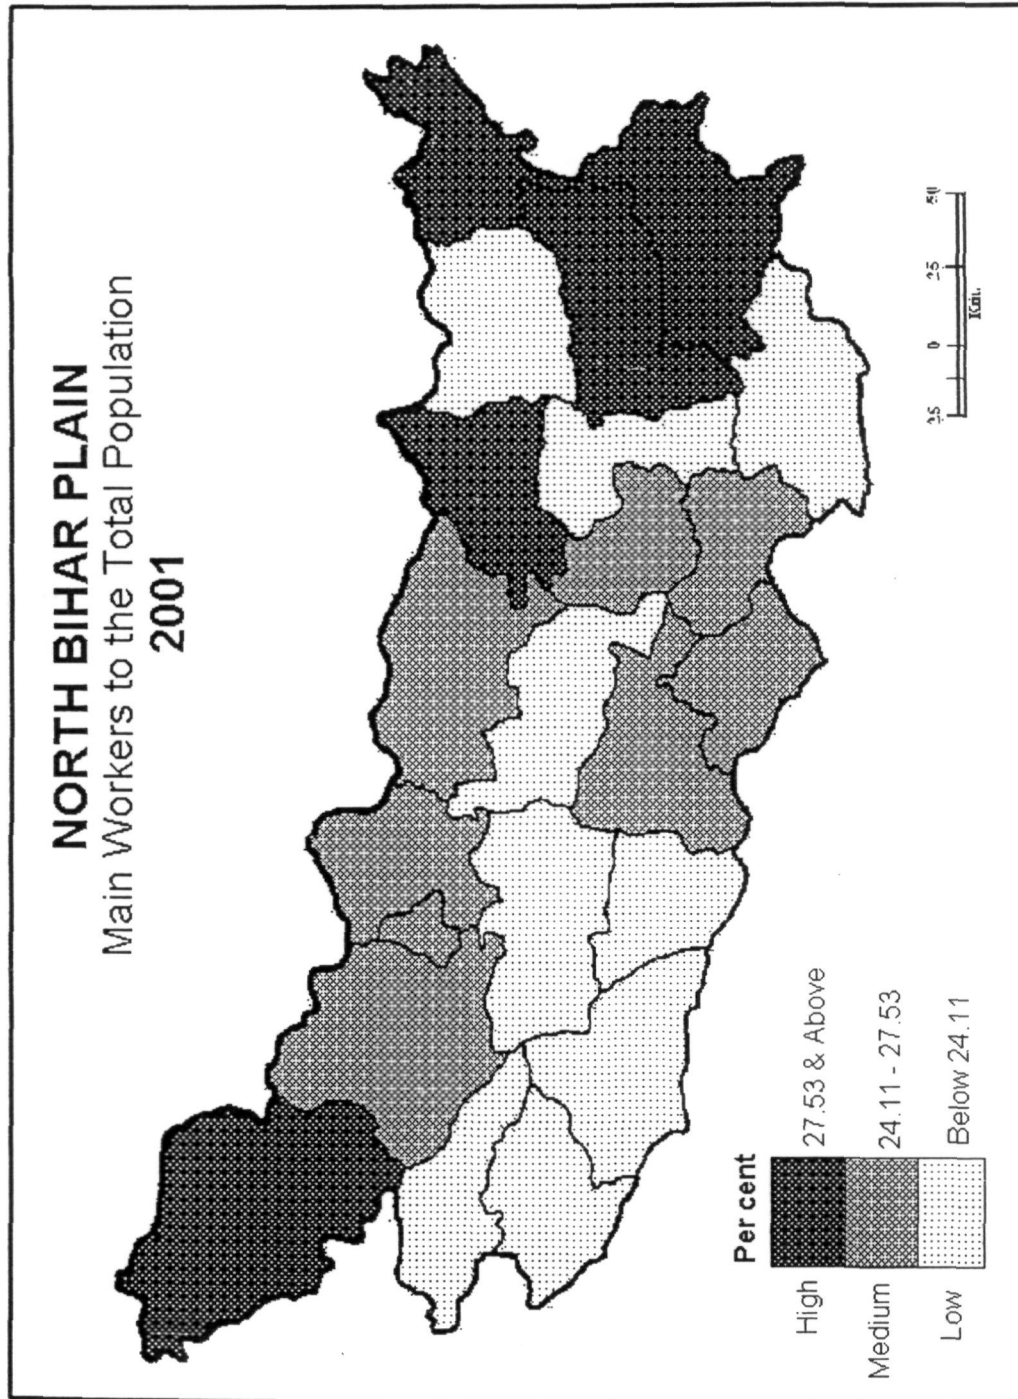 NORTH BIHAR PLAIN
Main Workers to the Total Population
2001
Per cent
High 27.53 & Above
Medium 24.11 - 27.53
Low Below 24.11
25 0 25 50
Km.